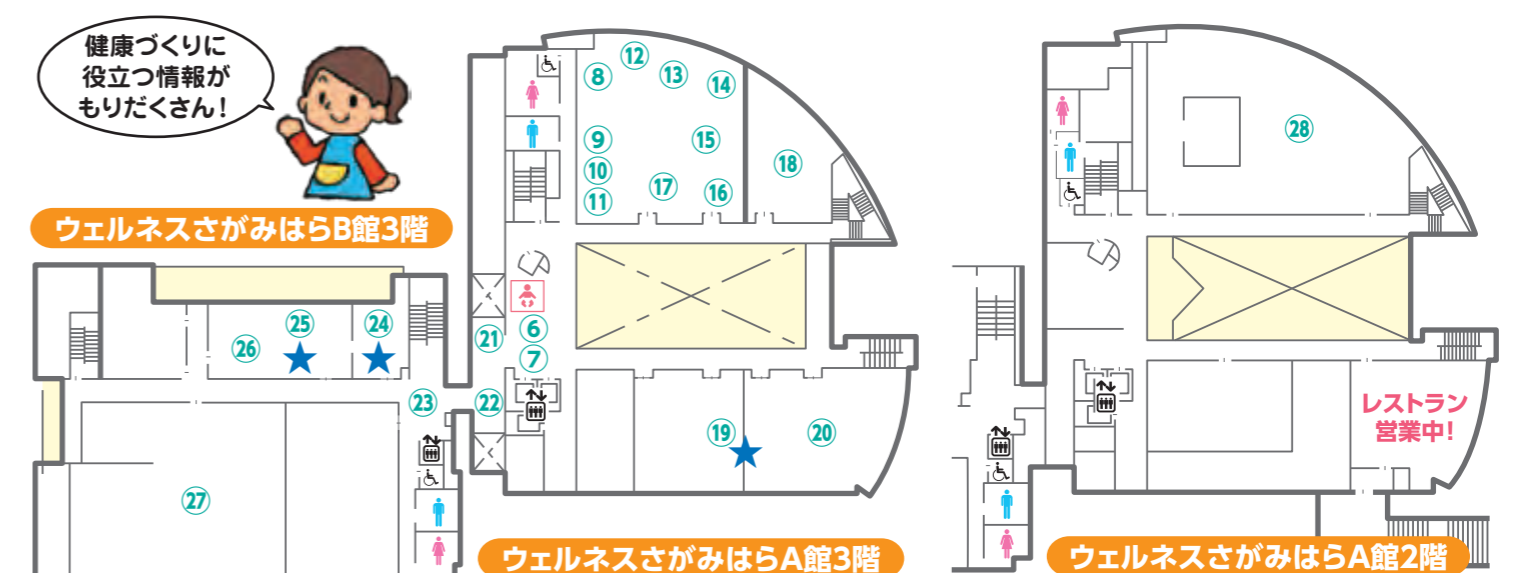 健康づくりに
役立つ情報が
もりだくさん！
ウェルネスさがみはらB館3階
㉖
㉕
㉔
㉓
㉗
⑧
⑫
⑬
⑭
⑨
⑮
⑩
⑪
⑰
⑯
⑱
⑥
㉑
⑦
㉒
⑲
⑳
ウェルネスさがみはらA館3階
㉘
レストラン
営業中！
ウェルネスさがみはらA館2階